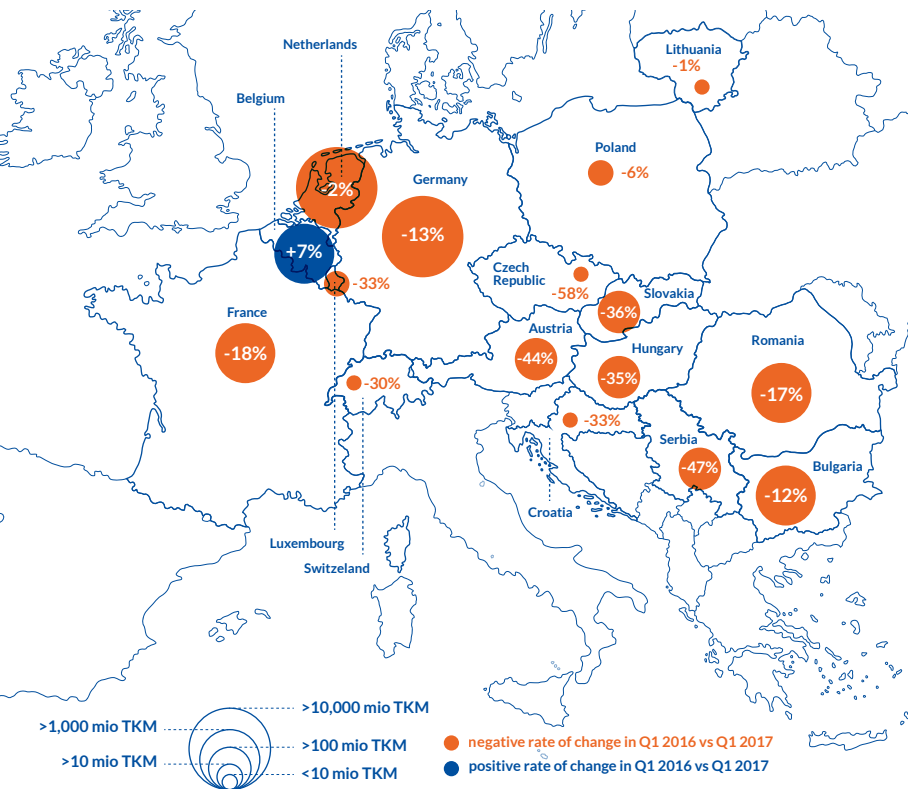 Netherlands
Lithuania
-1%
Belgium
Poland
-6%
-2%
Germany
-13%
+7%
-33%
Czech
Republic
-58%
Slovakia
-36%
France
-18%
Austria
-44%
Hungary
-35%
Romania
-17%
-30%
-33%
Serbia
-47%
Bulgaria
-12%
Croatia
Luxembourg
Switzeland
>10,000 mio TKM
>1,000 mio TKM
>100 mio TKM
>10 mio TKM
<10 mio TKM
negative rate of change in Q1 2016 vs Q1 2017
positive rate of change in Q1 2016 vs Q1 2017